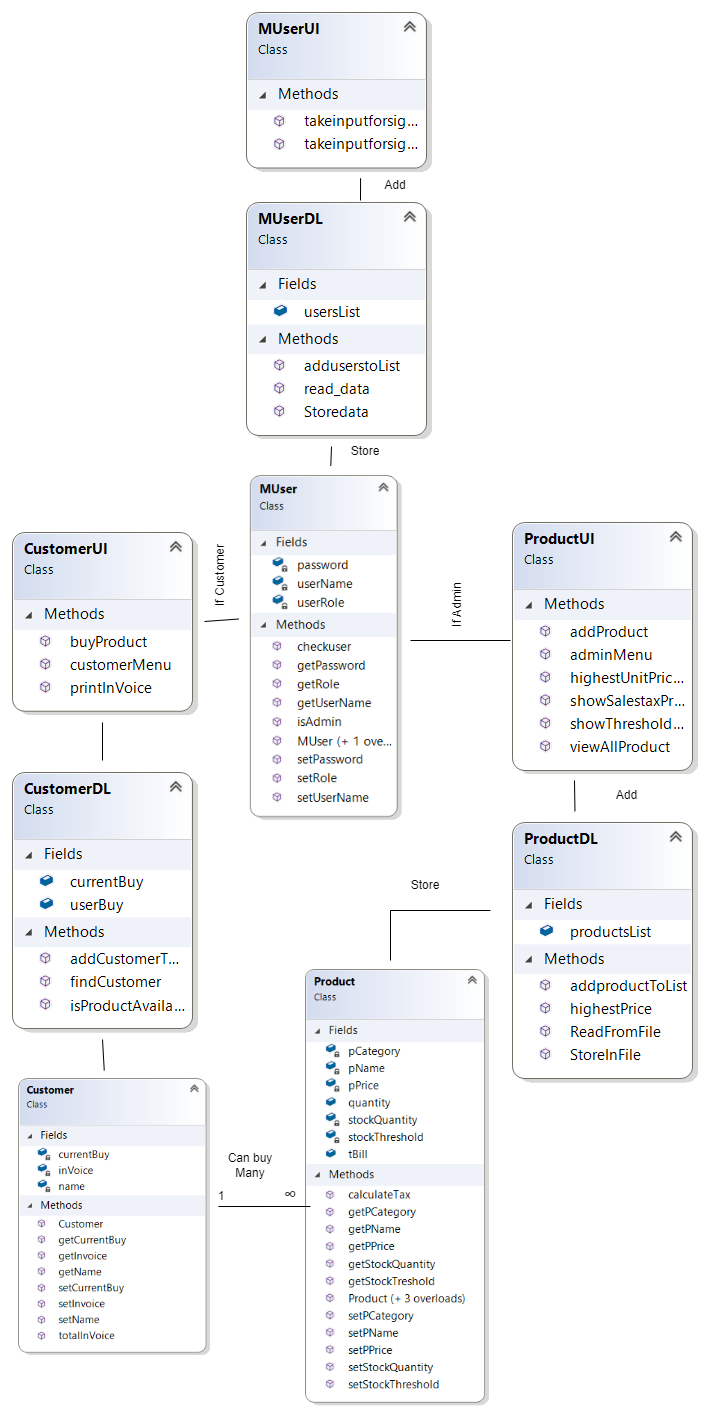 MUserUI
Class
Methods
takeinputforsig...
takeinputforsig...
Add
MUserDL
Class
Fields
usersList
Methods
adduserstoList
read_data
Storedata
Store
MUser
Class
Fields
password
userName
userRole
Methods
checkuser
getPassword
getRole
getUserName
isAdmin
MUser (+ 1 ove...
setPassword
setRole
setUserName
If Customer
If Admin
CustomerUI
Class
Methods
buyProduct
customerMenu
printInVoice
ProductUI
Class
Methods
addProduct
adminMenu
highestUnitPric...
showSalestaxPr...
showThreshold...
viewAllProduct
Add
CustomerDL
Class
Fields
currentBuy
userBuy
Methods
addCustomerT...
findCustomer
isProductAvaila...
ProductDL
Class
Fields
productsList
Methods
addproductToList
highestPrice
ReadFromFile
StoreInFile
Store
Customer
Class
Fields
currentBuy
inVoice
name
Methods
Customer
getCurrentBuy
getInvoice
getName
setCurrentBuy
setInvoice
setName
totalInVoice
Can buy
Many
1 ∞
Product
Class
Fields
pCategory
pName
pPrice
quantity
stockQuantity
stockThreshold
tBill
Methods
calculateTax
getPCategory
getPName
getPPrice
getStockQuantity
getStockTreshold
Product (+ 3 overloads)
setPCategory
setPName
setPPrice
setStockQuantity
setStockThreshold